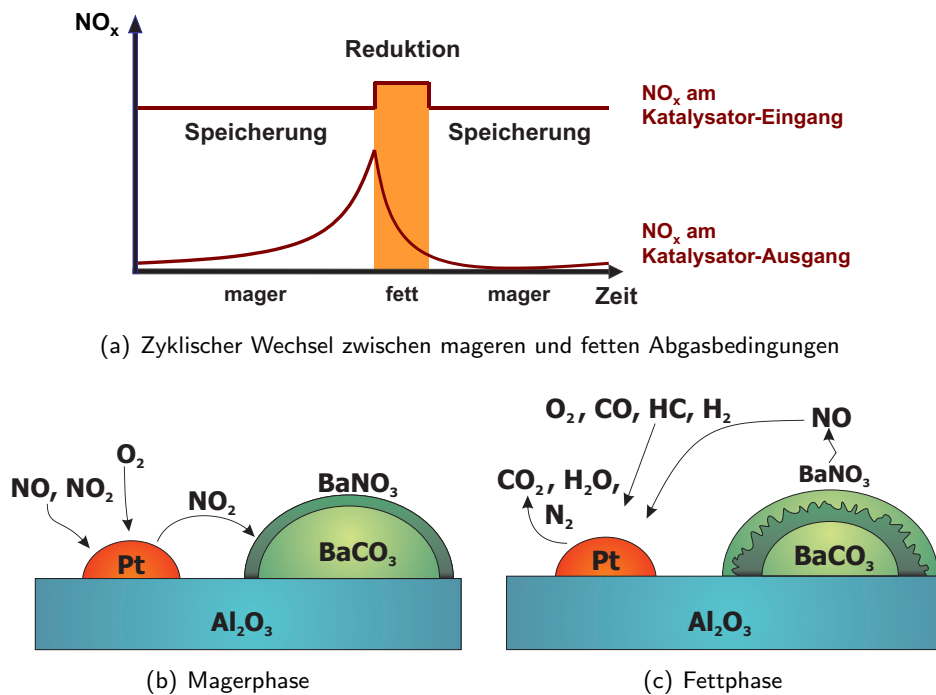 NOₓ
Reduktion
NOₓ am
Katalysator-Eingang
Speicherung
Speicherung
NOₓ am
Katalysator-Ausgang
mager
fett
mager
Zeit
(a) Zyklischer Wechsel zwischen mageren und fetten Abgasbedingungen
O₂
NO, NO₂
NO₂
BaNO₃
Pt
BaCO₃
Al₂O₃
(b) Magerphase
O₂, CO, HC, H₂
NO
CO₂, H₂O,
N₂
BaNO₃
Pt
BaCO₃
Al₂O₃
(c) Fettphase